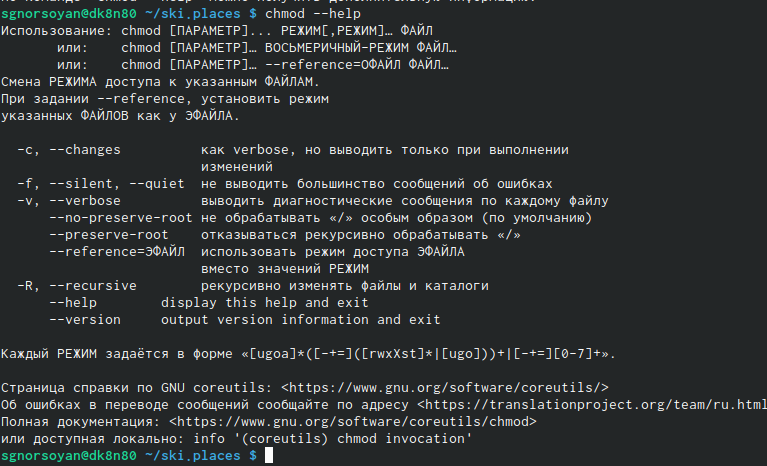 sgnorsoyan@dk8n80 ~/ski.places $ chmod --help
Использование: chmod [ПАРАМЕТР]... РЕЖИМ[,РЕЖИМ]… ФАЙЛ
или: chmod [ПАРАМЕТР]… ВОСЬМЕРИЧНЫЙ-РЕЖИМ ФАЙЛ…
или: chmod [ПАРАМЕТР]… --reference=ОФАЙЛ ФАЙЛ…
Смена РЕЖИМА доступа к указанным ФАЙЛАМ.
При задании --reference, установить режим
указанных ФАЙЛОВ как у ЭФАЙЛА.
-c, --changes как verbose, но выводить только при выполнении
изменений
-f, --silent, --quiet не выводить большинство сообщений об ошибках
-v, --verbose выводить диагностические сообщения по каждому файлу
--no-preserve-root не обрабатывать «/» особым образом (по умолчанию)
--preserve-root отказываться рекурсивно обрабатывать «/»
--reference=ЭФАЙЛ использовать режим доступа ЭФАЙЛА
вместо значений РЕЖИМ
-R, --recursive рекурсивно изменять файлы и каталоги
--help display this help and exit
--version output version information and exit
Каждый РЕЖИМ задаётся в форме «[ugoa]*([-+=]([rwxXst]*|[ugo]))+|[-+=][0-7]+».
Страница справки по GNU coreutils: <https://www.gnu.org/software/coreutils/>
Об ошибках в переводе сообщений сообщайте по адресу <https://translationproject.org/team/ru.html
Полная документация: <https://www.gnu.org/software/coreutils/chmod>
или доступная локально: info '(coreutils) chmod invocation'
sgnorsoyan@dk8n80 ~/ski.places $